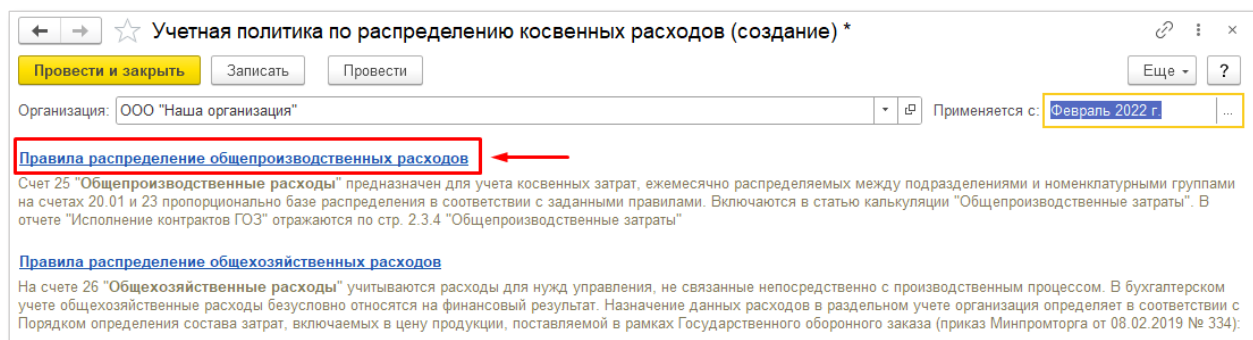 Учетная политика по распределению косвенных расходов (создание) *
Провести и закрыть Записать Провести Еще ?
Организация: ООО "Наша организация" Применяется с: Февраль 2022 г. ...
Правила распределение общепроизводственных расходов
Счет 25 "Общепроизводственные расходы" предназначен для учета косвенных затрат, ежемесячно распределяемых между подразделениями и номенклатурными группами
на счетах 20.01 и 23 пропорционально базе распределения в соответствии с заданными правилами. Включаются в статью калькуляции "Общепроизводственные затраты". В
отчете "Исполнение контрактов ГОЗ" отражаются по стр. 2.3.4 "Общепроизводственные затраты"
Правила распределение общехозяйственных расходов
На счете 26 "Общехозяйственные расходы" учитываются расходы для нужд управления, не связанные непосредственно с производственным процессом. В бухгалтерском
учете общехозяйственные расходы безусловно относятся на финансовый результат. Назначение данных расходов в раздельном учете организация определяет в соответствии с
Порядком определения состава затрат, включаемых в цену продукции, поставляемой в рамках Государственного оборонного заказа (приказ Минпромторга от 08.02.2019 № 334):